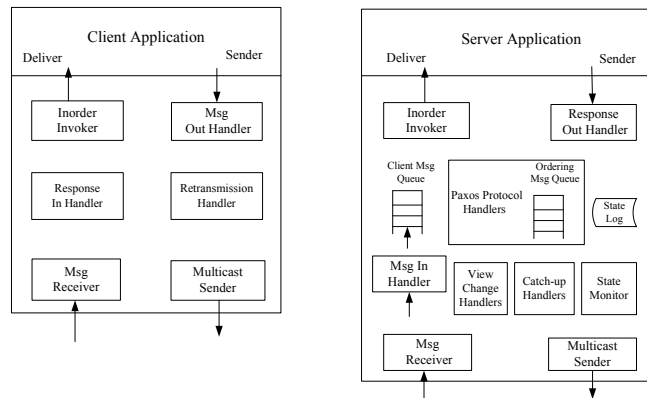 Client Application
Deliver
Sender
Inorder
Invoker
Msg
Out Handler
Response
In Handler
Retransmission
Handler
Msg
Receiver
Multicast
Sender
Server Application
Deliver
Sender
Inorder
Invoker
Response
Out Handler
Client Msg
Queue
Paxos Protocol
Handlers
Ordering
Msg Queue
State
Log
Msg In
Handler
View
Change
Handlers
Catch-up
Handlers
State
Monitor
Msg
Receiver
Multicast
Sender